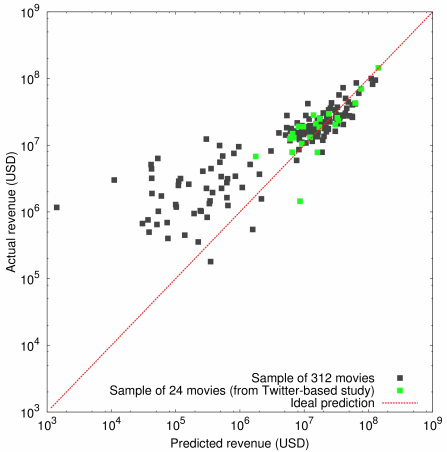 10^9
10^8
10^7
10^6
10^5
10^4
10^3
Actual revenue (USD)
Sample of 312 movies
Sample of 24 movies (from Twitter-based study)
Ideal prediction
10^3 10^4 10^5 10^6 10^7 10^8 10^9
Predicted revenue (USD)